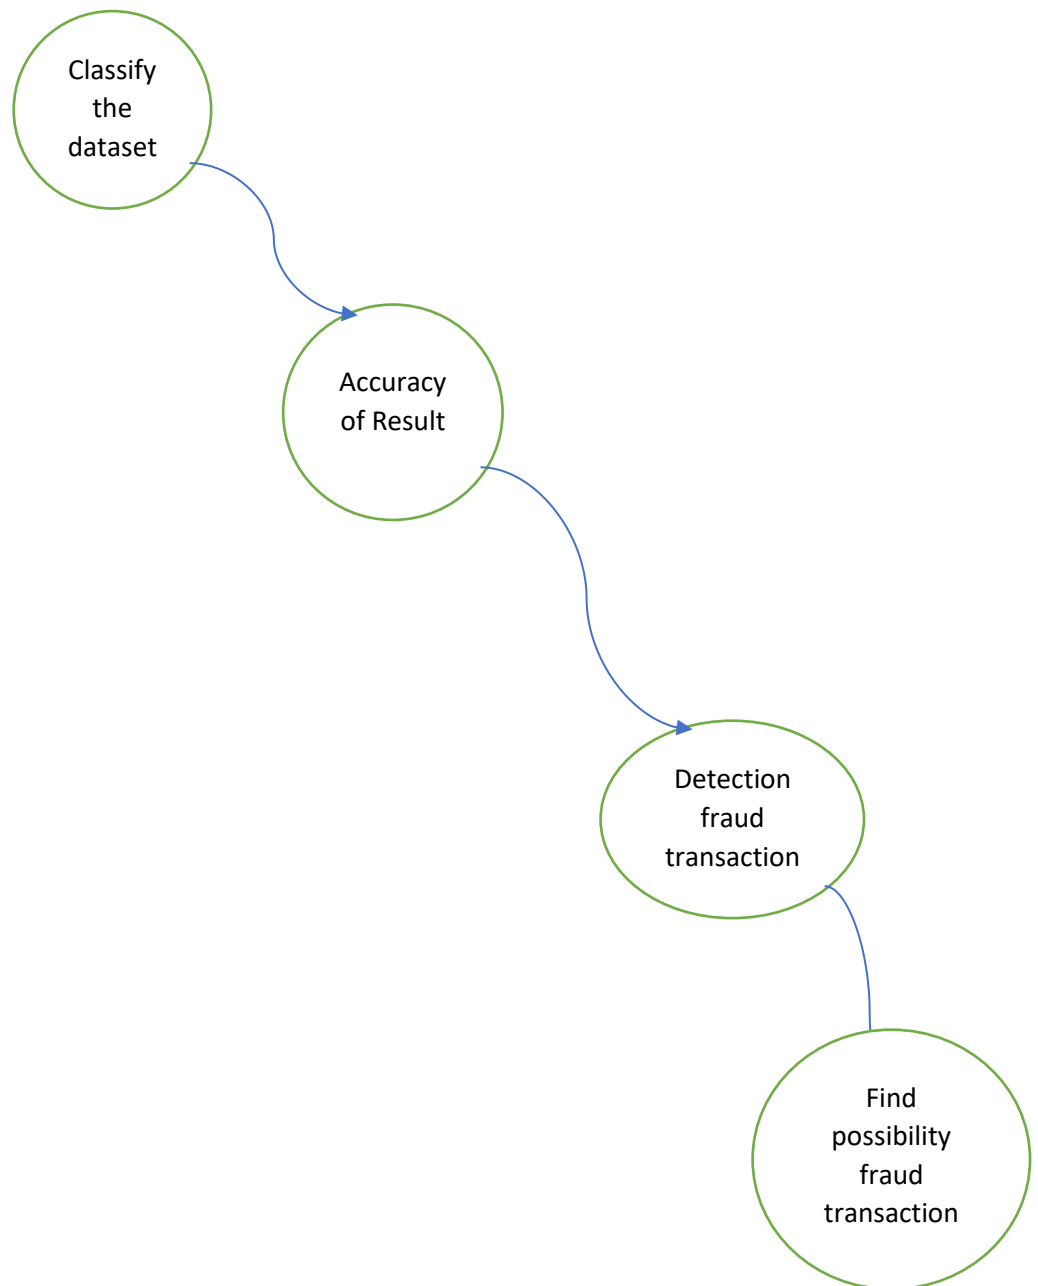 Classify
the
dataset
Accuracy
of Result
Detection
fraud
transaction
Find
possibility
fraud
transaction